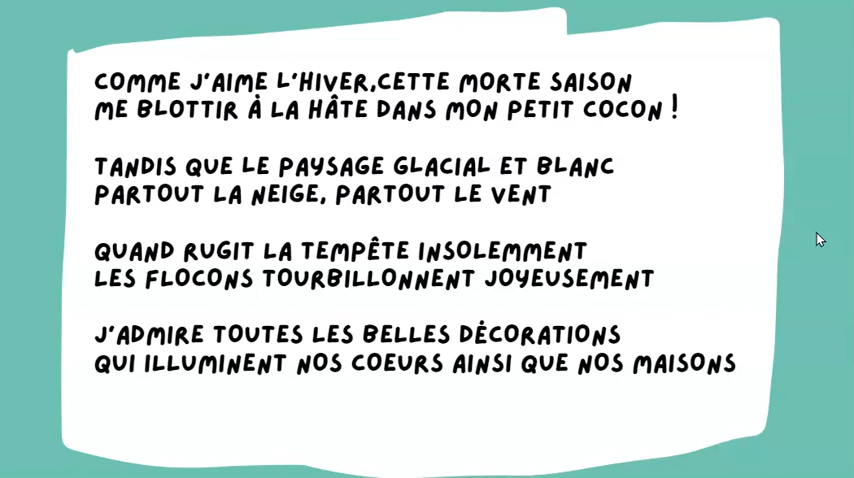 COMME J'AIME L'HIVER,CETTE MORTE SAISON
ME BLOTTIR À LA HÂTE DANS MON PETIT COCON !
TANDIS QUE LE PAYSAGE GLACIAL ET BLANC
PARTOUT LA NEIGE, PARTOUT LE VENT
QUAND RUGIT LA TEMPÊTE INSOLEMMENT
LES FLOCONS TOURBILLONNENT JOYEUSEMENT
J'ADMIRE TOUTES LES BELLES DÉCORATIONS
QUI ILLUMINENT NOS COEURS AINSI QUE NOS MAISONS